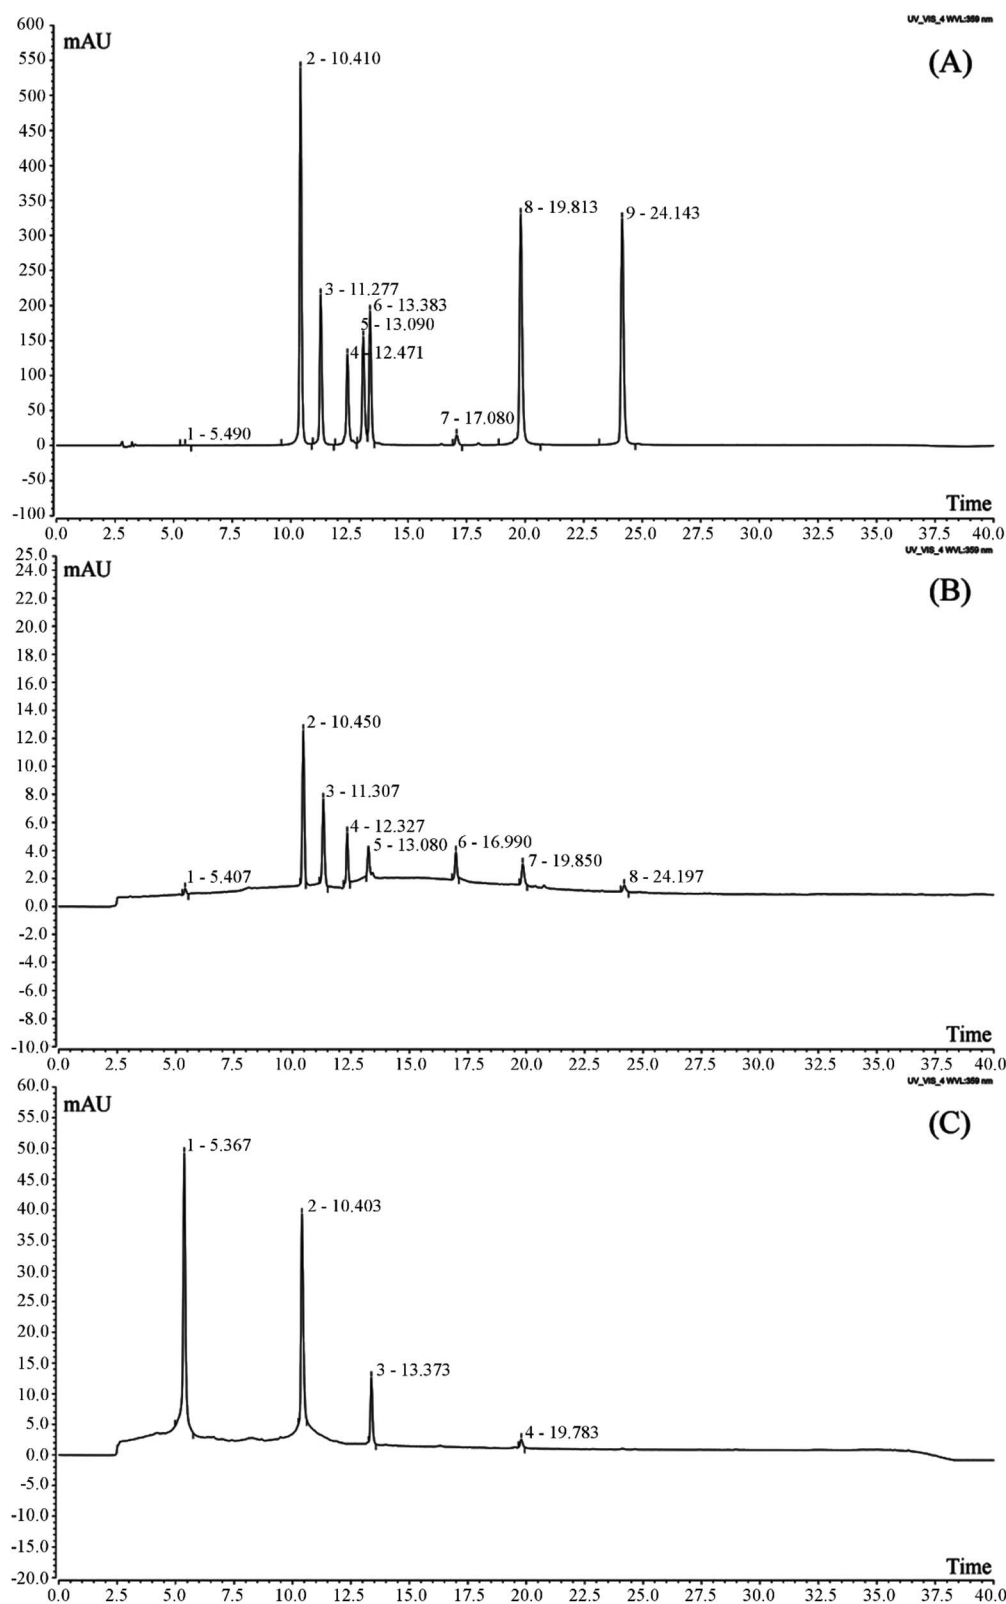 UV_VIS_4 WVL:359 nm
600
mAU
(A)
2 - 10.410
550
500
450
400
350
8 - 19.813
9 - 24.143
300
3 - 11.277
250
6 - 13.383
200
5 - 13.090
150
4 - 12.471
100
50
7 - 17.080
1 - 5.490
0
-50
Time
-100
0.0 2.5 5.0 7.5 10.0 12.5 15.0 17.5 20.0 22.5 25.0 27.5 30.0 32.5 35.0 37.5 40.0
UV_VIS_4 WVL:359 nm
25.0
24.0
mAU
(B)
22.0
20.0
18.0
16.0
14.0
2 - 10.450
12.0
10.0
8.0
3 - 11.307
6.0
4 - 12.327
5 - 13.080
6 - 16.990
4.0
7 - 19.850
2.0
1 - 5.407
8 - 24.197
0.0
-2.0
-4.0
-6.0
-8.0
Time
-10.0
0.0 2.5 5.0 7.5 10.0 12.5 15.0 17.5 20.0 22.5 25.0 27.5 30.0 32.5 35.0 37.5 40.0
UV_VIS_4 WVL:359 nm
60.0
mAU
(C)
55.0
50.0
1 - 5.367
45.0
40.0
2 - 10.403
35.0
30.0
25.0
20.0
15.0
3 - 13.373
10.0
5.0
4 - 19.783
0.0
-5.0
-10.0
-15.0
Time
-20.0
0.0 2.5 5.0 7.5 10.0 12.5 15.0 17.5 20.0 22.5 25.0 27.5 30.0 32.5 35.0 37.5 40.0